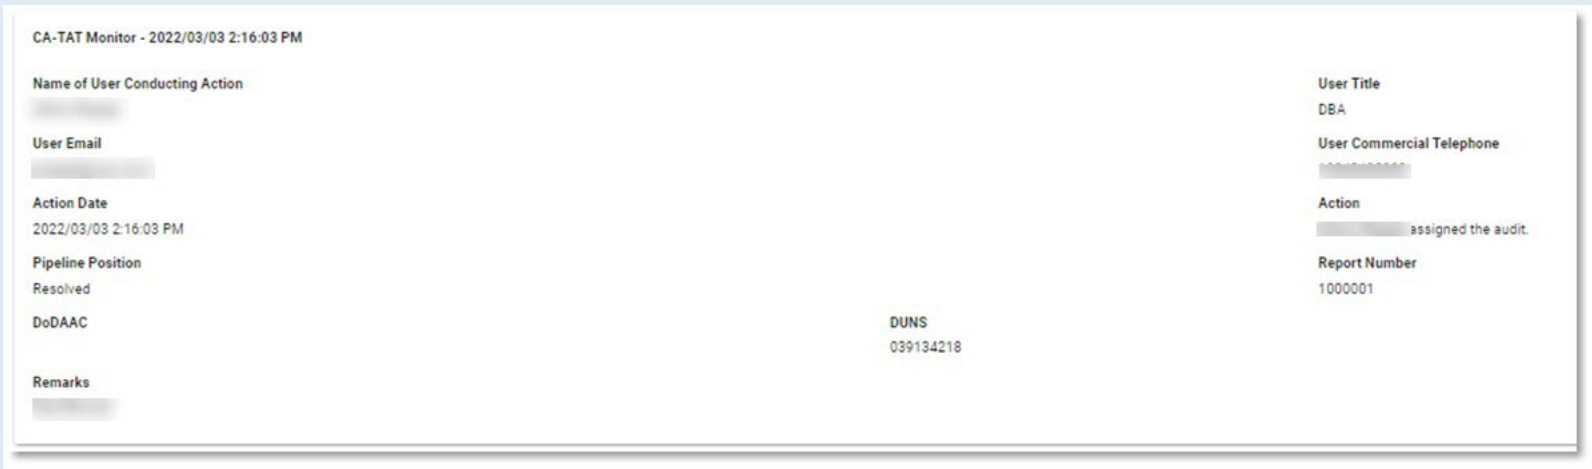 CA-TAT Monitor - 2022/03/03 2:16:03 PM
Name of User Conducting Action
User Title
DBA
User Email
User Commercial Telephone
Action Date
Action
2022/03/03 2:16:03 PM
assigned the audit.
Pipeline Position
Report Number
Resolved
1000001
DoDAAC
DUNS
039134218
Remarks